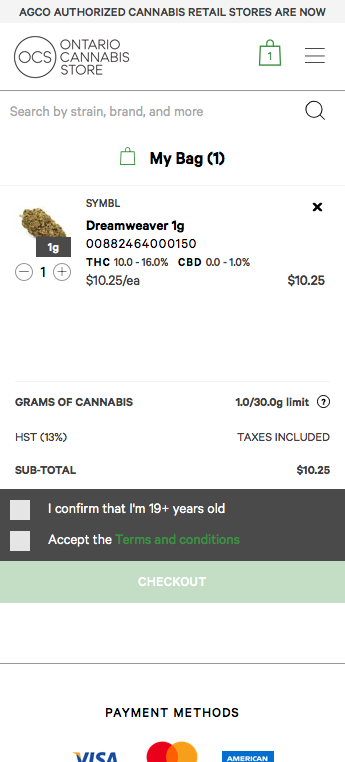 AGCO AUTHORIZED CANNABIS RETAIL STORES ARE NOW
OCS ONTARIO CANNABIS STORE
1
Search by strain, brand, and more
My Bag (1)
SYMBL
Dreamweaver 1g
00882464000150
1g
THC 10.0 - 16.0% CBD 0.0 - 1.0%
1
$10.25/ea $10.25
GRAMS OF CANNABIS 1.0/30.0g limit ?
HST (13%) TAXES INCLUDED
SUB-TOTAL $10.25
I confirm that I'm 19+ years old
Accept the Terms and conditions
CHECKOUT
PAYMENT METHODS
VISA
AMERICAN